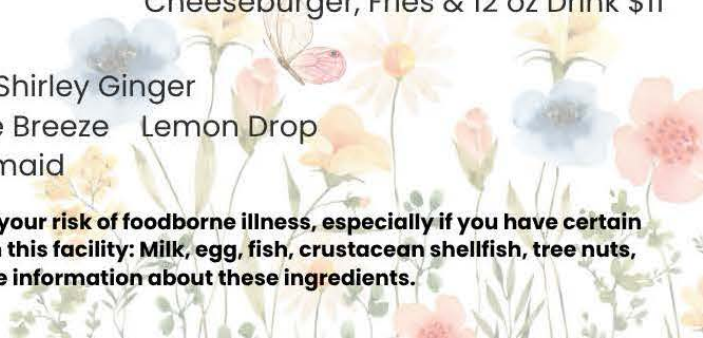 Cheeseburger, Fries & 12 oz Drink $11
Shirley Ginger
Breeze Lemon Drop
your risk of foodborne illness, especially if you have certain
this facility: Milk, egg, fish, crustacean shellfish, tree nuts,
information about these ingredients.